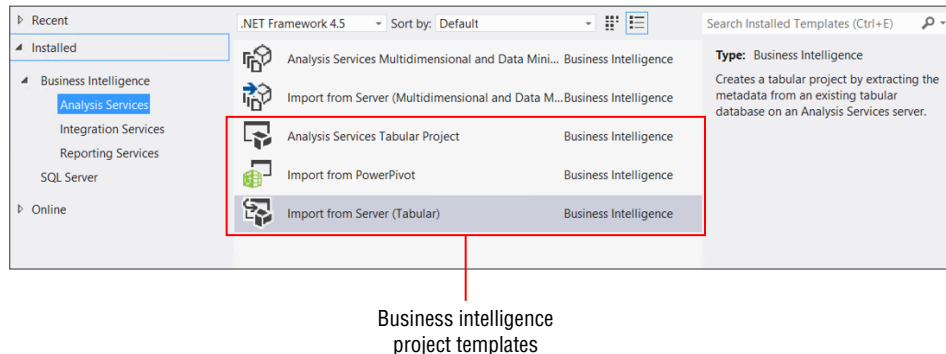 Recent
.NET Framework 4.5 Sort by: Default Search Installed Templates (Ctrl+E)
Installed
Business Intelligence
Analysis Services
Integration Services
Reporting Services
SQL Server
Online
Analysis Services Multidimensional and Data Mini... Business Intelligence
Import from Server (Multidimensional and Data M... Business Intelligence
Analysis Services Tabular Project Business Intelligence
Import from PowerPivot Business Intelligence
Import from Server (Tabular) Business Intelligence
Type: Business Intelligence
Creates a tabular project by extracting the
metadata from an existing tabular
database on an Analysis Services server.
Business intelligence
project templates